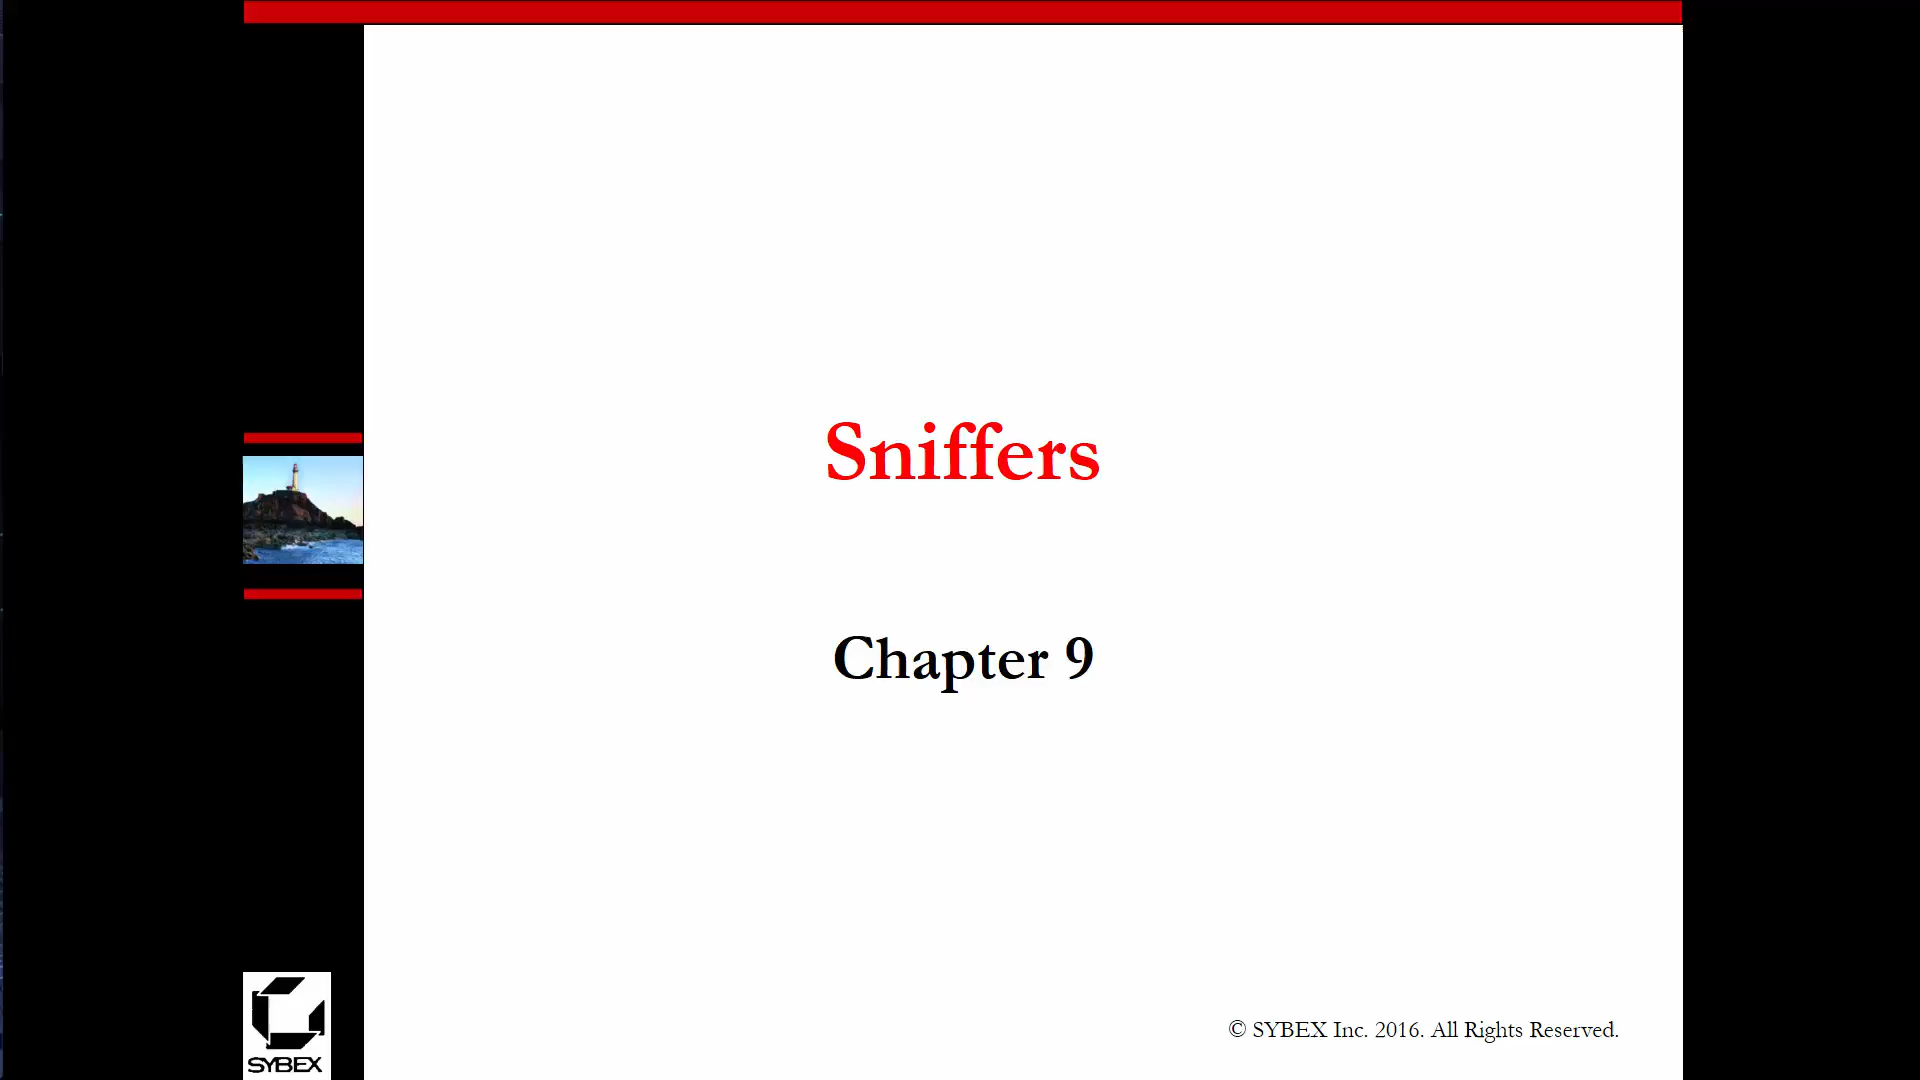 Sniffers
Chapter 9
SYBEX
© SYBEX Inc. 2016. All Rights Reserved.